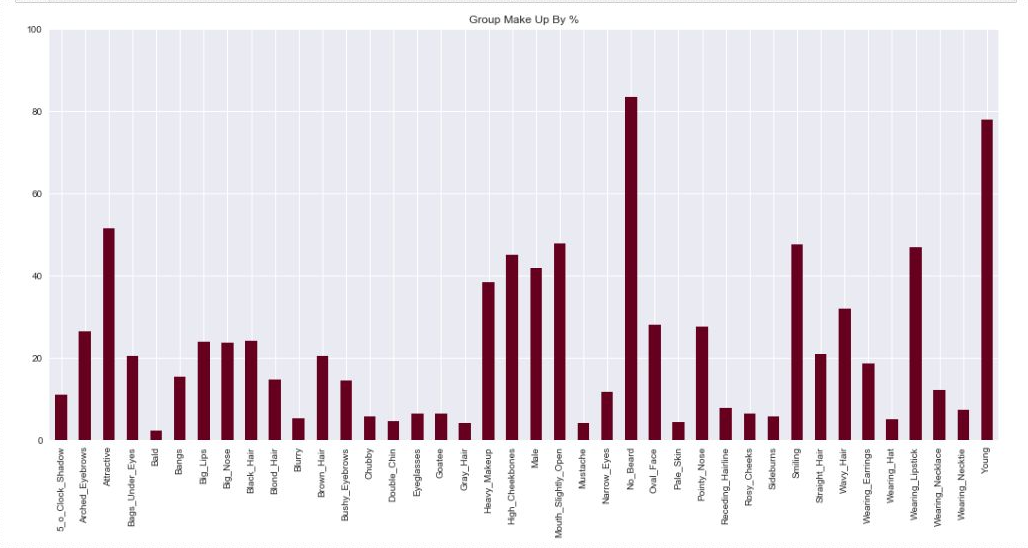 Group Make Up By %
100
80
60
40
20
0
5_o_Clock_Shadow
Arched_Eyebrows
Attractive
Bags_Under_Eyes
Bald
Bangs
Big_Lips
Big_Nose
Black_Hair
Blond_Hair
Blurry
Brown_Hair
Bushy_Eyebrows
Chubby
Double_Chin
Eyeglasses
Goatee
Gray_Hair
Heavy_Makeup
High_Cheekbones
Male
Mouth_Slightly_Open
Mustache
Narrow_Eyes
No_Beard
Oval_Face
Pale_Skin
Pointy_Nose
Receding_Hairline
Rosy_Cheeks
Sideburns
Smiling
Straight_Hair
Wavy_Hair
Wearing_Earrings
Wearing_Hat
Wearing_Lipstick
Wearing_Necklace
Wearing_Necktie
Young